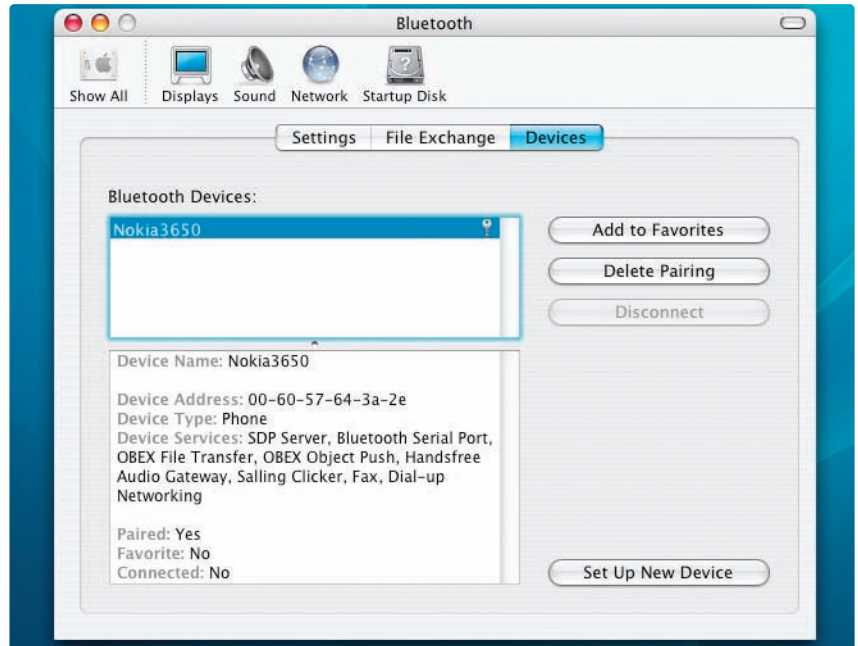 Bluetooth
Show All Displays Sound Network Startup Disk
Settings File Exchange Devices
Bluetooth Devices:
Nokia3650
Add to Favorites
Delete Pairing
Disconnect
Device Name: Nokia3650
Device Address: 00-60-57-64-3a-2e
Device Type: Phone
Device Services: SDP Server, Bluetooth Serial Port,
OBEX File Transfer, OBEX Object Push, Handsfree
Audio Gateway, Salling Clicker, Fax, Dial-up
Networking
Paired: Yes
Favorite: No
Connected: No
Set Up New Device